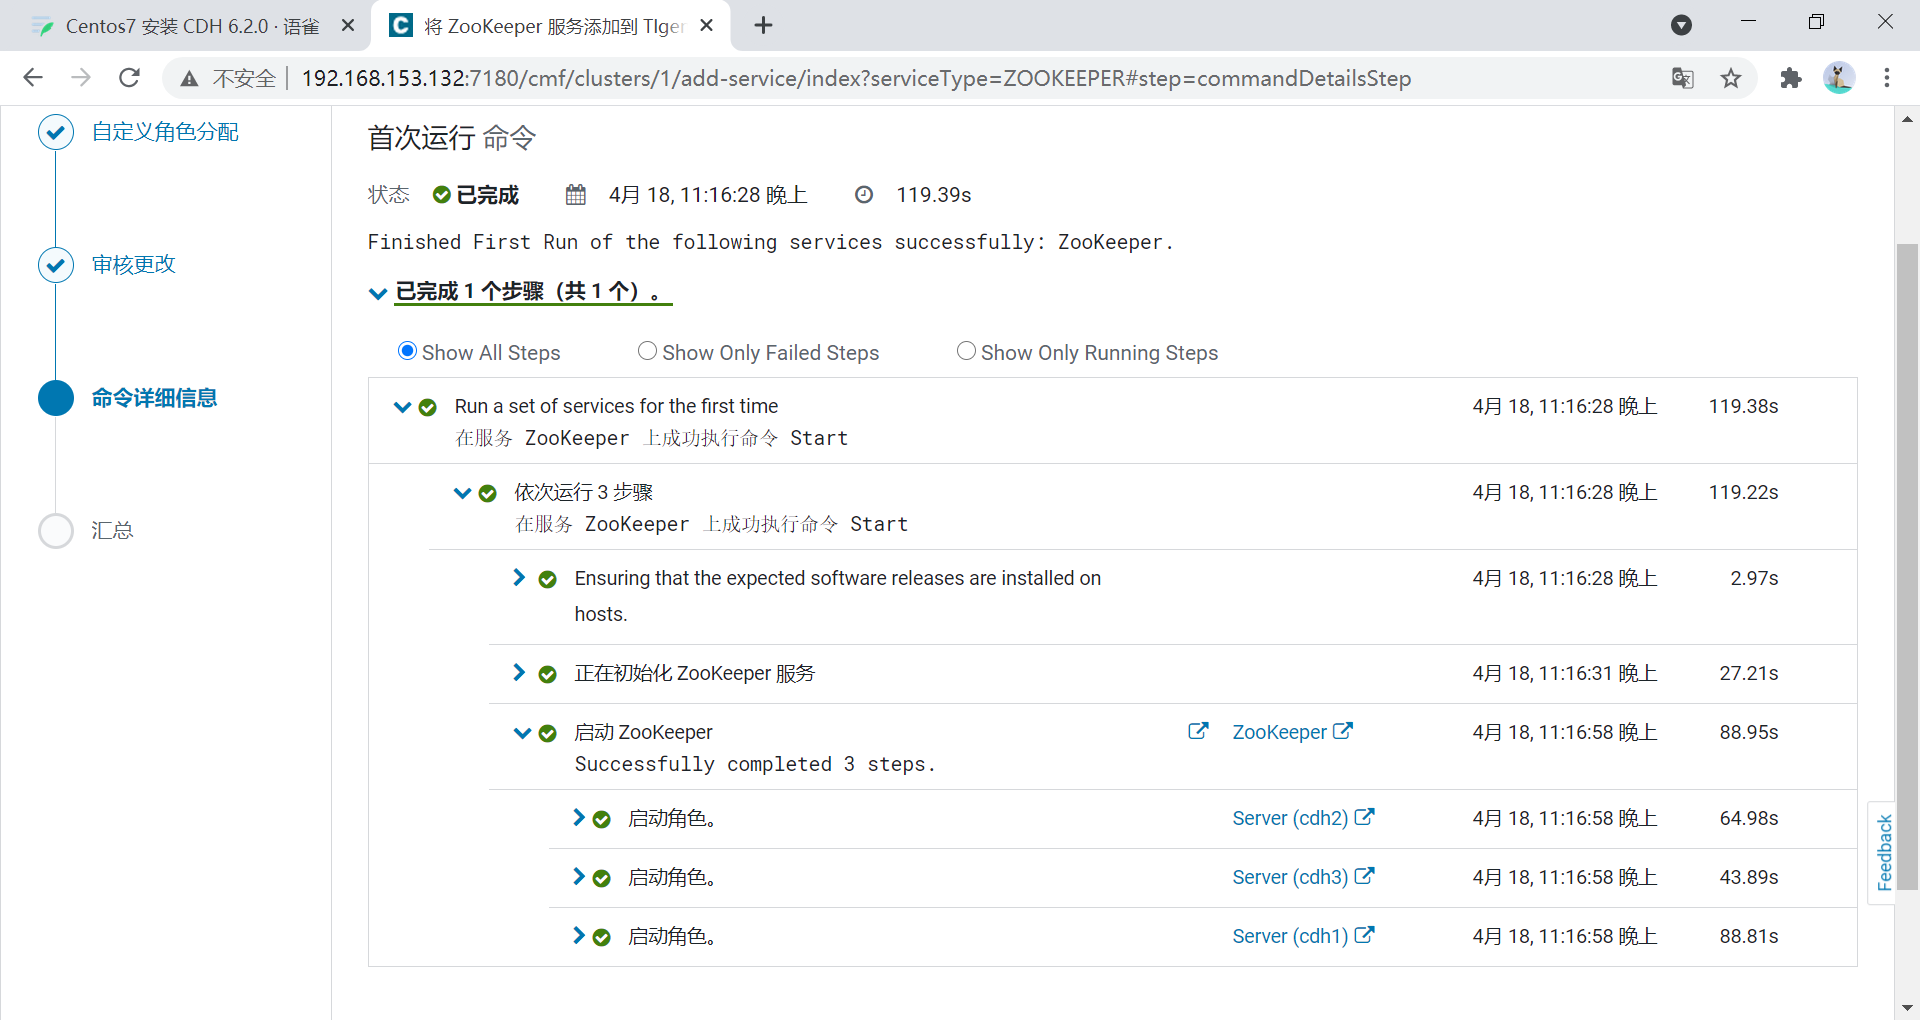 Centos7 安装 CDH 6.2.0 · 语雀
将 ZooKeeper 服务添加到 TIger
不安全
192.168.153.132:7180/cmf/clusters/1/add-service/index?serviceType=ZOOKEEPER#step=commandDetailsStep
自定义角色分配
审核更改
命令详细信息
汇总
首次运行 命令
状态 已完成 4月 18, 11:16:28 晚上 119.39s
Finished First Run of the following services successfully: ZooKeeper.
已完成 1 个步骤（共 1 个）。
Show All Steps Show Only Failed Steps Show Only Running Steps
Run a set of services for the first time 4月 18, 11:16:28 晚上 119.38s
在服务 ZooKeeper 上成功执行命令 Start
依次运行 3 步骤 4月 18, 11:16:28 晚上 119.22s
在服务 ZooKeeper 上成功执行命令 Start
Ensuring that the expected software releases are installed on 4月 18, 11:16:28 晚上 2.97s
hosts.
正在初始化 ZooKeeper 服务 4月 18, 11:16:31 晚上 27.21s
启动 ZooKeeper ZooKeeper 4月 18, 11:16:58 晚上 88.95s
Successfully completed 3 steps.
启动角色。 Server (cdh2) 4月 18, 11:16:58 晚上 64.98s
启动角色。 Server (cdh3) 4月 18, 11:16:58 晚上 43.89s
启动角色。 Server (cdh1) 4月 18, 11:16:58 晚上 88.81s
Feedback